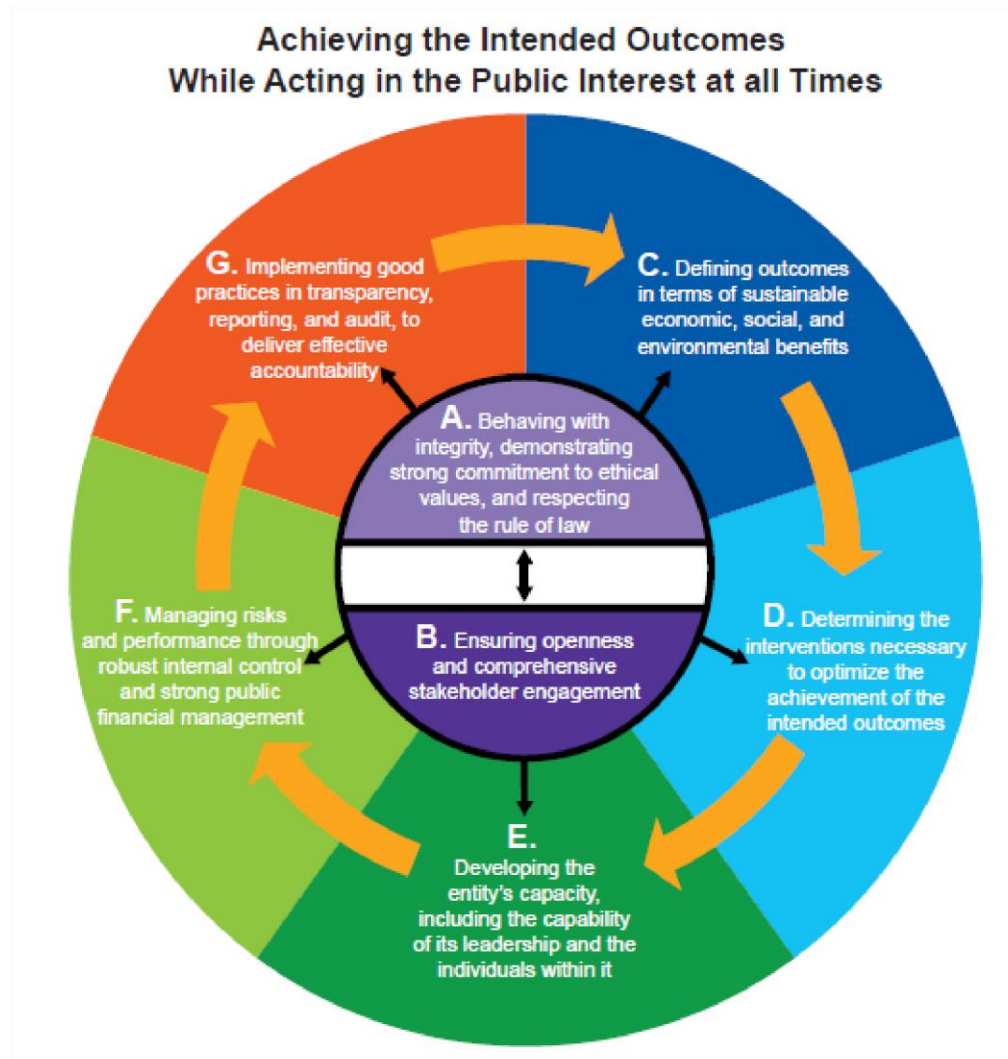 Achieving the Intended Outcomes
While Acting in the Public Interest at all Times
A. Behaving with
integrity, demonstrating
strong commitment to ethical
values, and respecting
the rule of law
B. Ensuring openness
and comprehensive
stakeholder engagement
C. Defining outcomes
in terms of sustainable
economic, social, and
environmental benefits
D. Determining the
interventions necessary
to optimize the
achievement of the
intended outcomes
E.
Developing the
entity's capacity,
including the capability
of its leadership and the
individuals within it
F. Managing risks
and performance through
robust internal control
and strong public
financial management
G. Implementing good
practices in transparency,
reporting, and audit, to
deliver effective
accountability